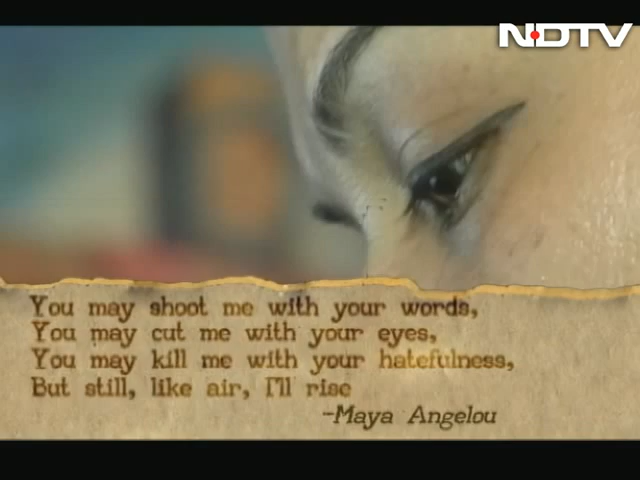 NDTV
You may shoot me with your words,
You may cut me with your eyes,
You may kill me with your hatefulness,
But still, like air, I'll rise
-Maya Angelou